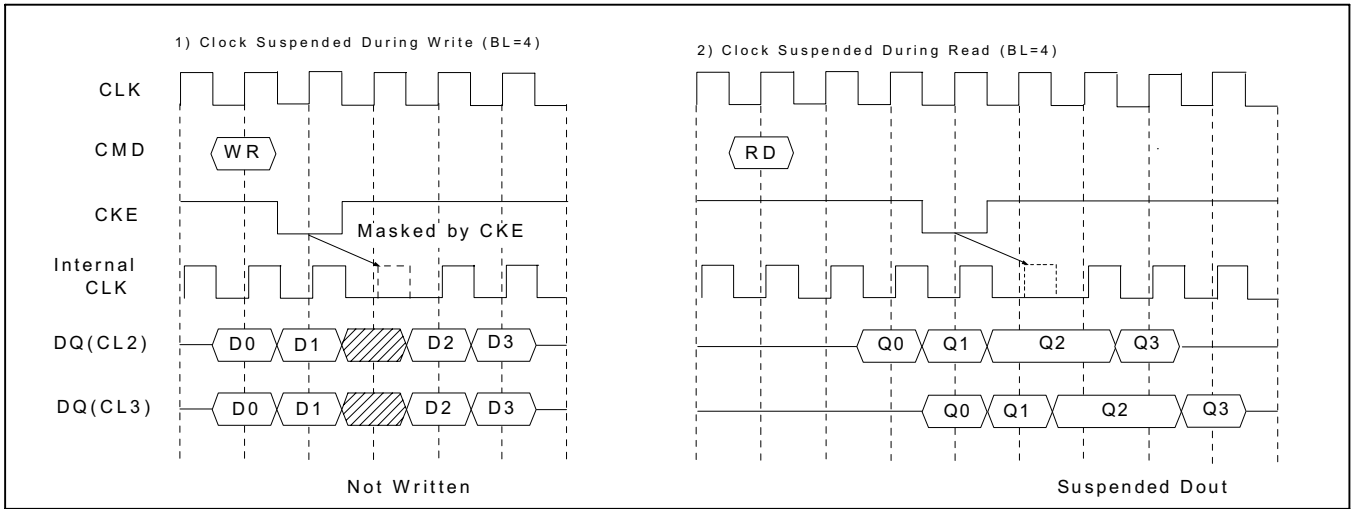 1) Clock Suspended During Write (BL=4)
2) Clock Suspended During Read (BL=4)
CLK
CMD
WR
RD
CKE
Masked by CKE
Internal
CLK
DQ(CL2)
D0 D1 D2 D3
Q0 Q1 Q2 Q3
DQ(CL3)
D0 D1 D2 D3
Q0 Q1 Q2 Q3
Not Written
Suspended Dout